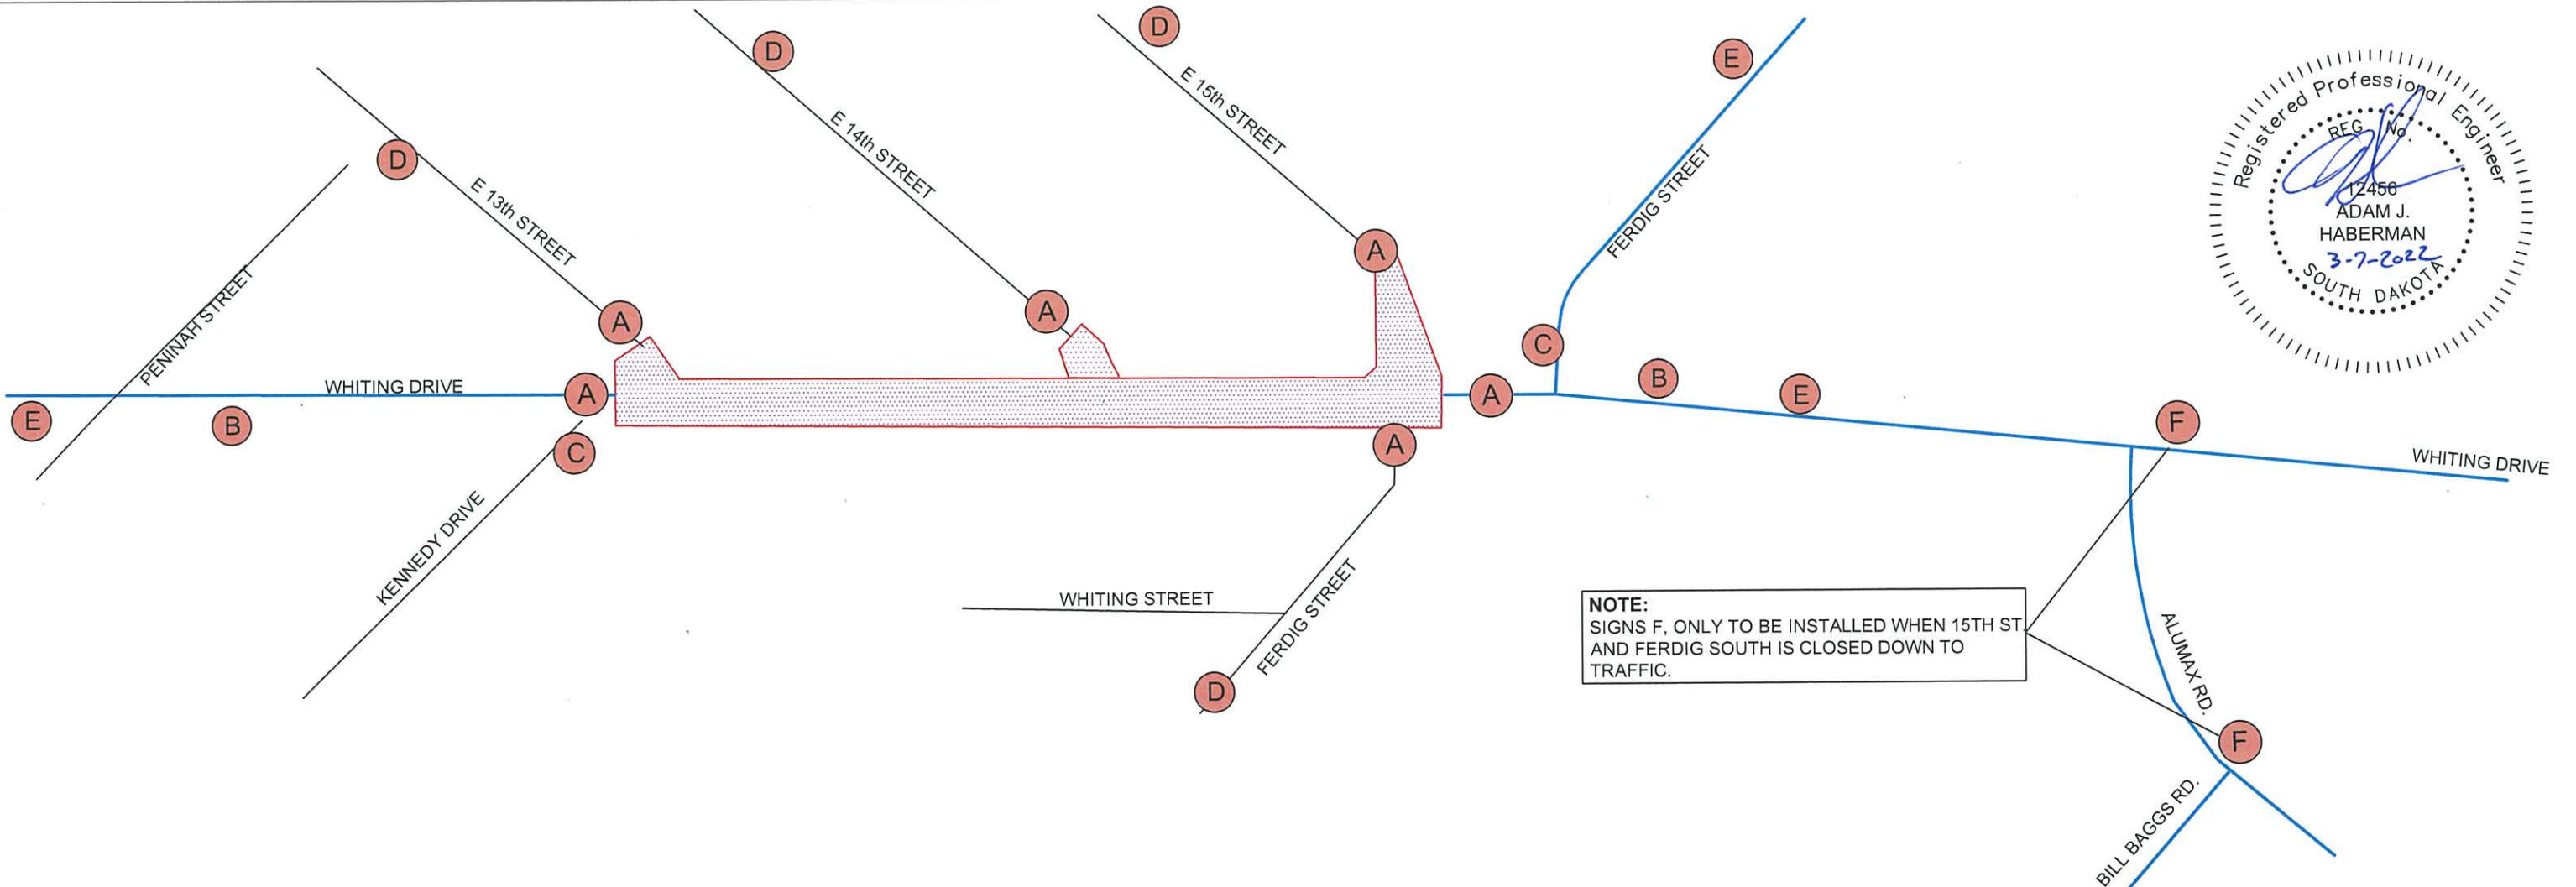 D
E 13th STREET
A
PENINAH STREET
D
E 14th STREET
A
D
E 15th STREET
A
E
FERDIG STREET
C
Registered Professional Engineer
REG. No.
12456
ADAM J.
HABERMAN
3-7-2022
SOUTH DAKOTA
E
B
WHITING DRIVE
A
C
KENNEDY DRIVE
A
A
B
E
F
WHITING DRIVE
WHITING STREET
FERDIG STREET
D
NOTE:
SIGNS F, ONLY TO BE INSTALLED WHEN 15TH ST.
AND FERDIG SOUTH IS CLOSED DOWN TO
TRAFFIC.
ALUMAX RD.
F
BILL BAGGS RD.